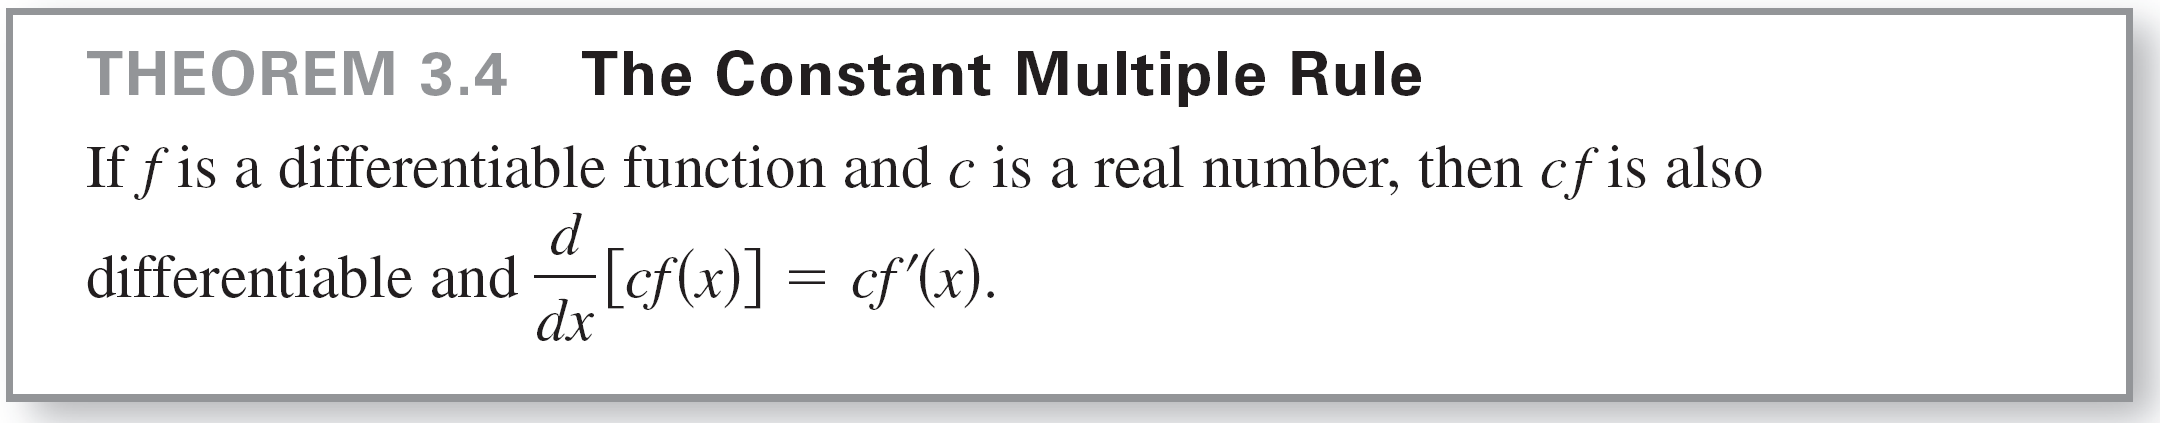 THEOREM 3.4 The Constant Multiple Rule
If f is a differentiable function and c is a real number, then cf is also
differentiable and d/dx [cf(x)] = cf′(x).